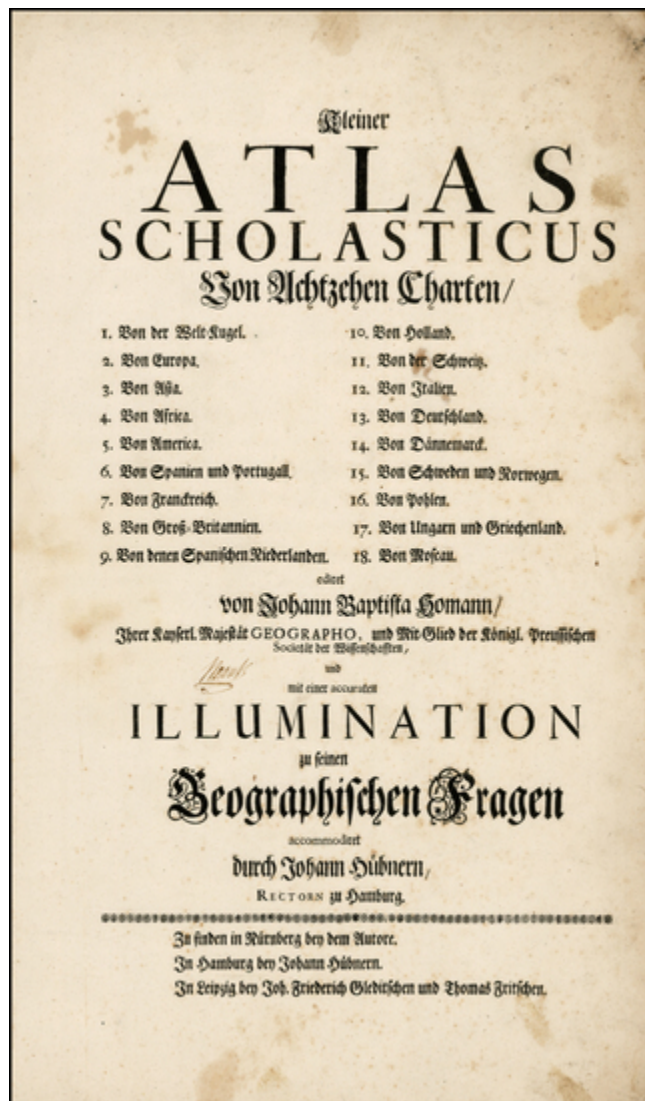 Kleiner
ATLAS
SCHOLASTICUS
Von Achtzehen Charten/
1. Von der Welt-Kugel.
2. Von Europa.
3. Von Asia.
4. Von Africa.
5. Von America.
6. Von Spanien und Portugall.
7. Von Franckreich.
8. Von Groß-Britannien.
9. Von denen Spanischen Niederlanden.
10. Von Holland.
11. Von der Schweitz.
12. Von Italien.
13. Von Deutschland.
14. Von Dännemarck.
15. Von Schweden und Norwegen.
16. Von Pohlen.
17. Von Ungarn und Griechenland.
18. Von Moscau.
ediret
von Johann Baptista Homann/
Ihrer Kayserl. Majestät GEOGRAPHO, und Mit-Glied der Königl. Preussischen
Societät der Wissenschafften/
und
mit einer accuraten
ILLUMINATION
zu seinen
Geographischen Fragen
accommodiret
durch Johann Hübnern/
RECTORN zu Hamburg.
Zu finden in Nürnberg bey dem Autore.
In Hamburg bey Johann Hübnern.
In Leipzig bey Joh. Friederich Gleditschen und Thomas Fritschen.